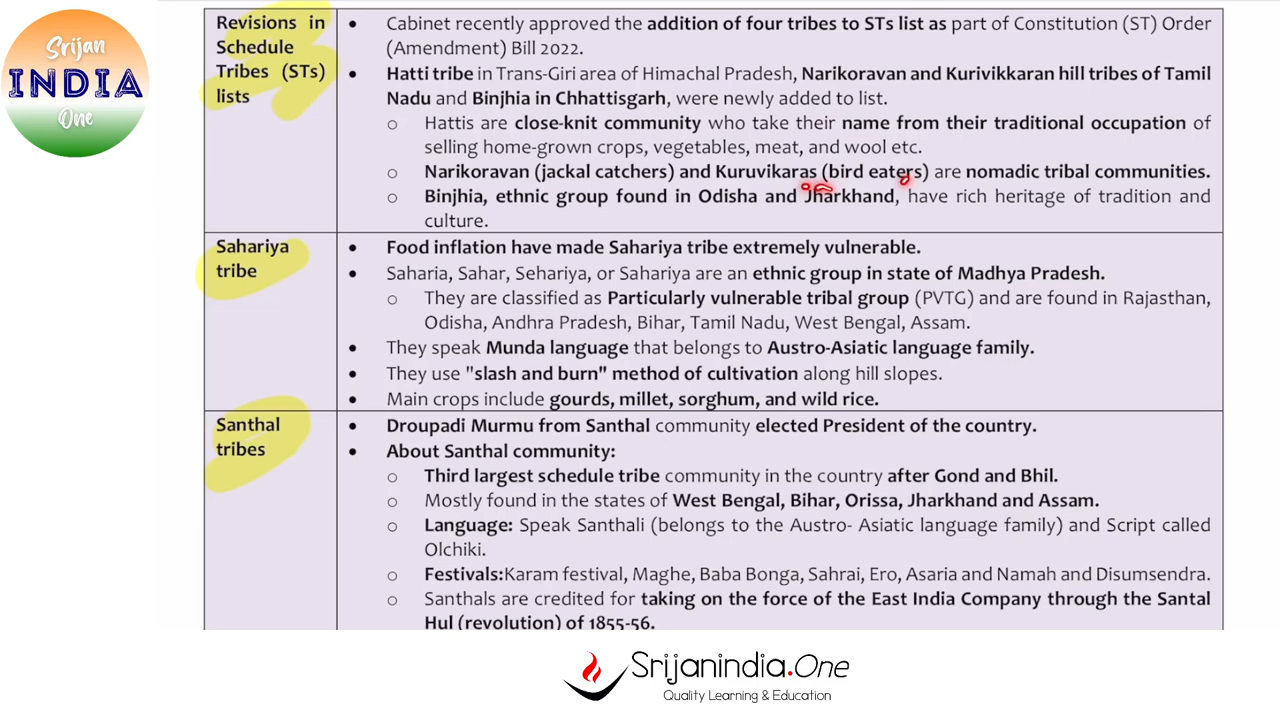 Srijan
INDIA
One
Revisions in
Schedule
Tribes (STs)
lists
• Cabinet recently approved the addition of four tribes to STs list as part of Constitution (ST) Order
(Amendment) Bill 2022.
• Hatti tribe in Trans-Giri area of Himachal Pradesh, Narikoravan and Kurivikkaran hill tribes of Tamil
Nadu and Binjhia in Chhattisgarh, were newly added to list.
o Hattis are close-knit community who take their name from their traditional occupation of
selling home-grown crops, vegetables, meat, and wool etc.
o Narikoravan (jackal catchers) and Kuruvikaras (bird eaters) are nomadic tribal communities.
o Binjhia, ethnic group found in Odisha and Jharkhand, have rich heritage of tradition and
culture.
Sahariya
tribe
• Food inflation have made Sahariya tribe extremely vulnerable.
• Saharia, Sahar, Sehariya, or Sahariya are an ethnic group in state of Madhya Pradesh.
o They are classified as Particularly vulnerable tribal group (PVTG) and are found in Rajasthan,
Odisha, Andhra Pradesh, Bihar, Tamil Nadu, West Bengal, Assam.
• They speak Munda language that belongs to Austro-Asiatic language family.
• They use "slash and burn" method of cultivation along hill slopes.
• Main crops include gourds, millet, sorghum, and wild rice.
Santhal
tribes
• Droupadi Murmu from Santhal community elected President of the country.
• About Santhal community:
o Third largest schedule tribe community in the country after Gond and Bhil.
o Mostly found in the states of West Bengal, Bihar, Orissa, Jharkhand and Assam.
o Language: Speak Santhali (belongs to the Austro- Asiatic language family) and Script called
Olchiki.
o Festivals:Karam festival, Maghe, Baba Bonga, Sahrai, Ero, Asaria and Namah and Disumsendra.
o Santhals are credited for taking on the force of the East India Company through the Santal
Hul (revolution) of 1855-56.
Srijanindia.One
Quality Learning & Education